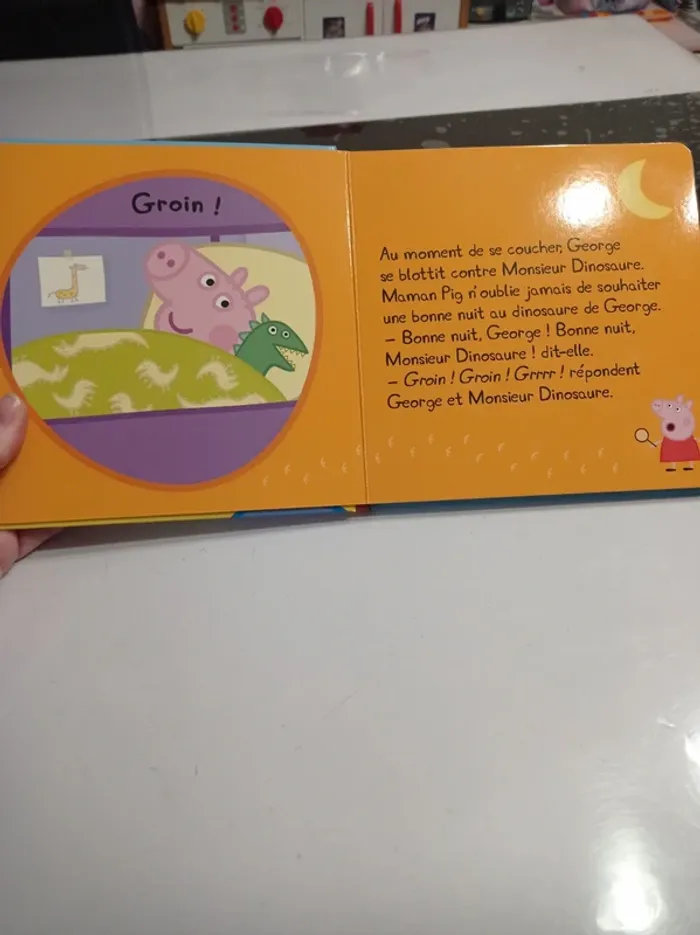 Groin !
Au moment de se coucher, George
se blottit contre Monsieur Dinosaure.
Maman Pig n'oublie jamais de souhaiter
une bonne nuit au dinosaure de George.
– Bonne nuit, George ! Bonne nuit,
Monsieur Dinosaure ! dit-elle.
– Groin ! Groin ! Grrrr ! répondent
George et Monsieur Dinosaure.